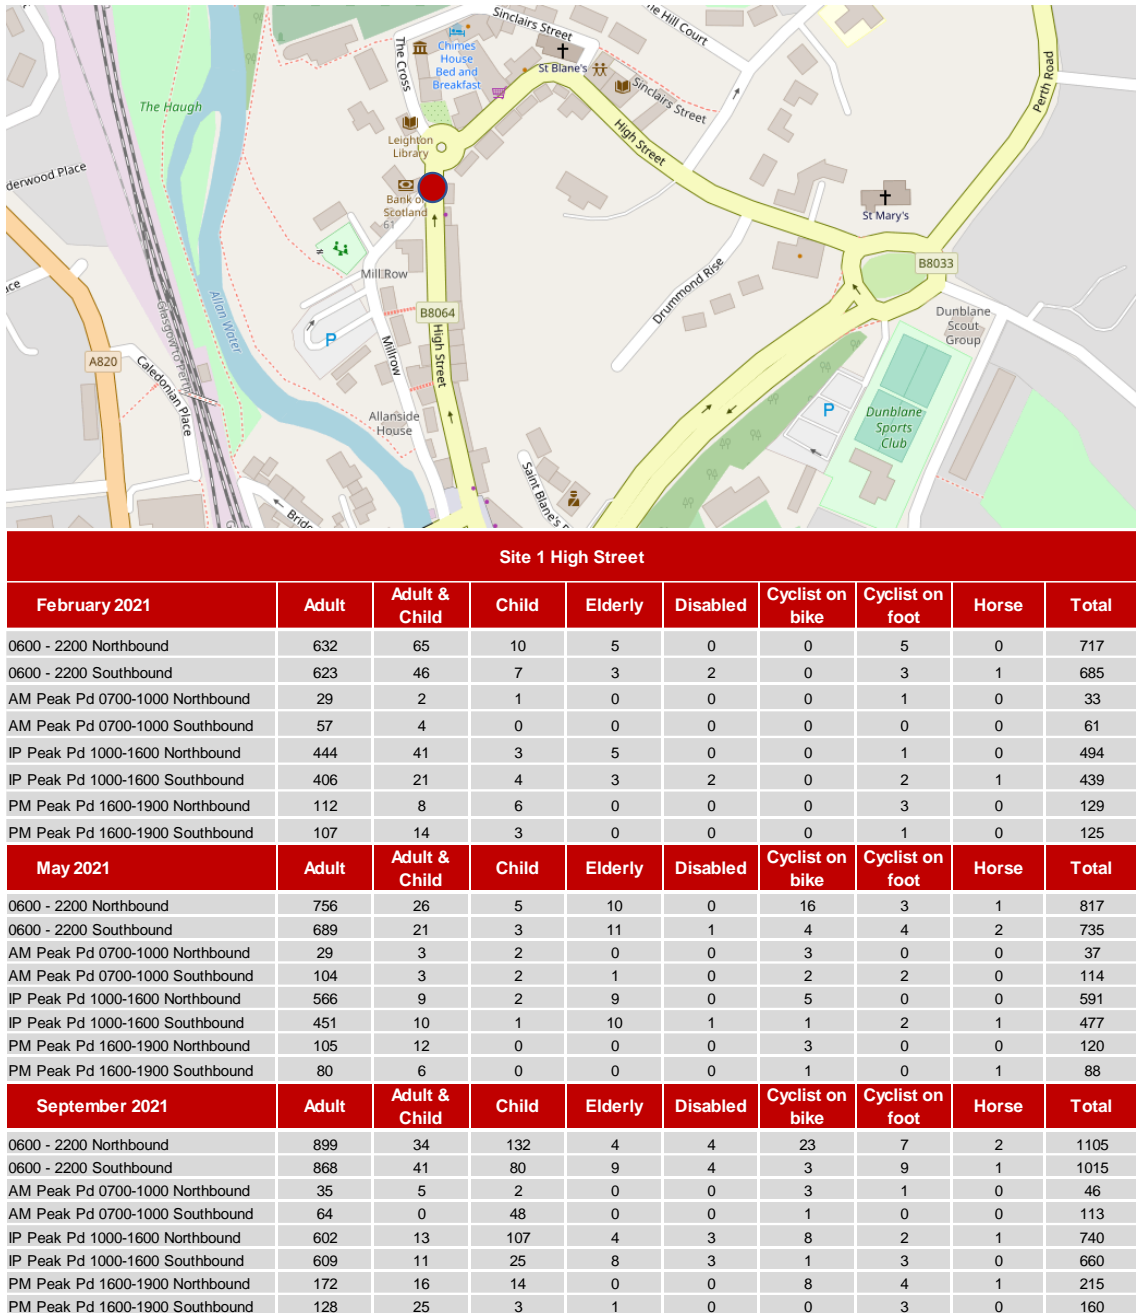 Sinclairs Street
The Hill Court
The Cross
Chimes
House
Bed and
Breakfast
St Blane's
Sinclairs Street
Perth Road
The Haugh
Leighton
Library
High Street
derwood Place
Bank of
Scotland
61
St Mary's
B8033
Mill Row
Drummond Rise
Allan Water
Glasgow to Perth
B8064
P
Dunblane
Scout
Group
A820
Caledonian Place
Millrow
High Street
Allanside
House
P
Dunblane
Sports
Club
Saint Blane's
Bridge
Site 1 High Street
February 2021 Adult Adult & Child Child Elderly Disabled Cyclist on bike Cyclist on foot Horse Total
0600 - 2200 Northbound 632 65 10 5 0 0 5 0 717
0600 - 2200 Southbound 623 46 7 3 2 0 3 1 685
AM Peak Pd 0700-1000 Northbound 29 2 1 0 0 0 1 0 33
AM Peak Pd 0700-1000 Southbound 57 4 0 0 0 0 0 0 61
IP Peak Pd 1000-1600 Northbound 444 41 3 5 0 0 1 0 494
IP Peak Pd 1000-1600 Southbound 406 21 4 3 2 0 2 1 439
PM Peak Pd 1600-1900 Northbound 112 8 6 0 0 0 3 0 129
PM Peak Pd 1600-1900 Southbound 107 14 3 0 0 0 1 0 125
May 2021 Adult Adult & Child Child Elderly Disabled Cyclist on bike Cyclist on foot Horse Total
0600 - 2200 Northbound 756 26 5 10 0 16 3 1 817
0600 - 2200 Southbound 689 21 3 11 1 4 4 2 735
AM Peak Pd 0700-1000 Northbound 29 3 2 0 0 3 0 0 37
AM Peak Pd 0700-1000 Southbound 104 3 2 1 0 2 2 0 114
IP Peak Pd 1000-1600 Northbound 566 9 2 9 0 5 0 0 591
IP Peak Pd 1000-1600 Southbound 451 10 1 10 1 1 2 1 477
PM Peak Pd 1600-1900 Northbound 105 12 0 0 0 3 0 0 120
PM Peak Pd 1600-1900 Southbound 80 6 0 0 0 1 0 1 88
September 2021 Adult Adult & Child Child Elderly Disabled Cyclist on bike Cyclist on foot Horse Total
0600 - 2200 Northbound 899 34 132 4 4 23 7 2 1105
0600 - 2200 Southbound 868 41 80 9 4 3 9 1 1015
AM Peak Pd 0700-1000 Northbound 35 5 2 0 0 3 1 0 46
AM Peak Pd 0700-1000 Southbound 64 0 48 0 0 1 0 0 113
IP Peak Pd 1000-1600 Northbound 602 13 107 4 3 8 2 1 740
IP Peak Pd 1000-1600 Southbound 609 11 25 8 3 1 3 0 660
PM Peak Pd 1600-1900 Northbound 172 16 14 0 0 8 4 1 215
PM Peak Pd 1600-1900 Southbound 128 25 3 1 0 0 3 0 160